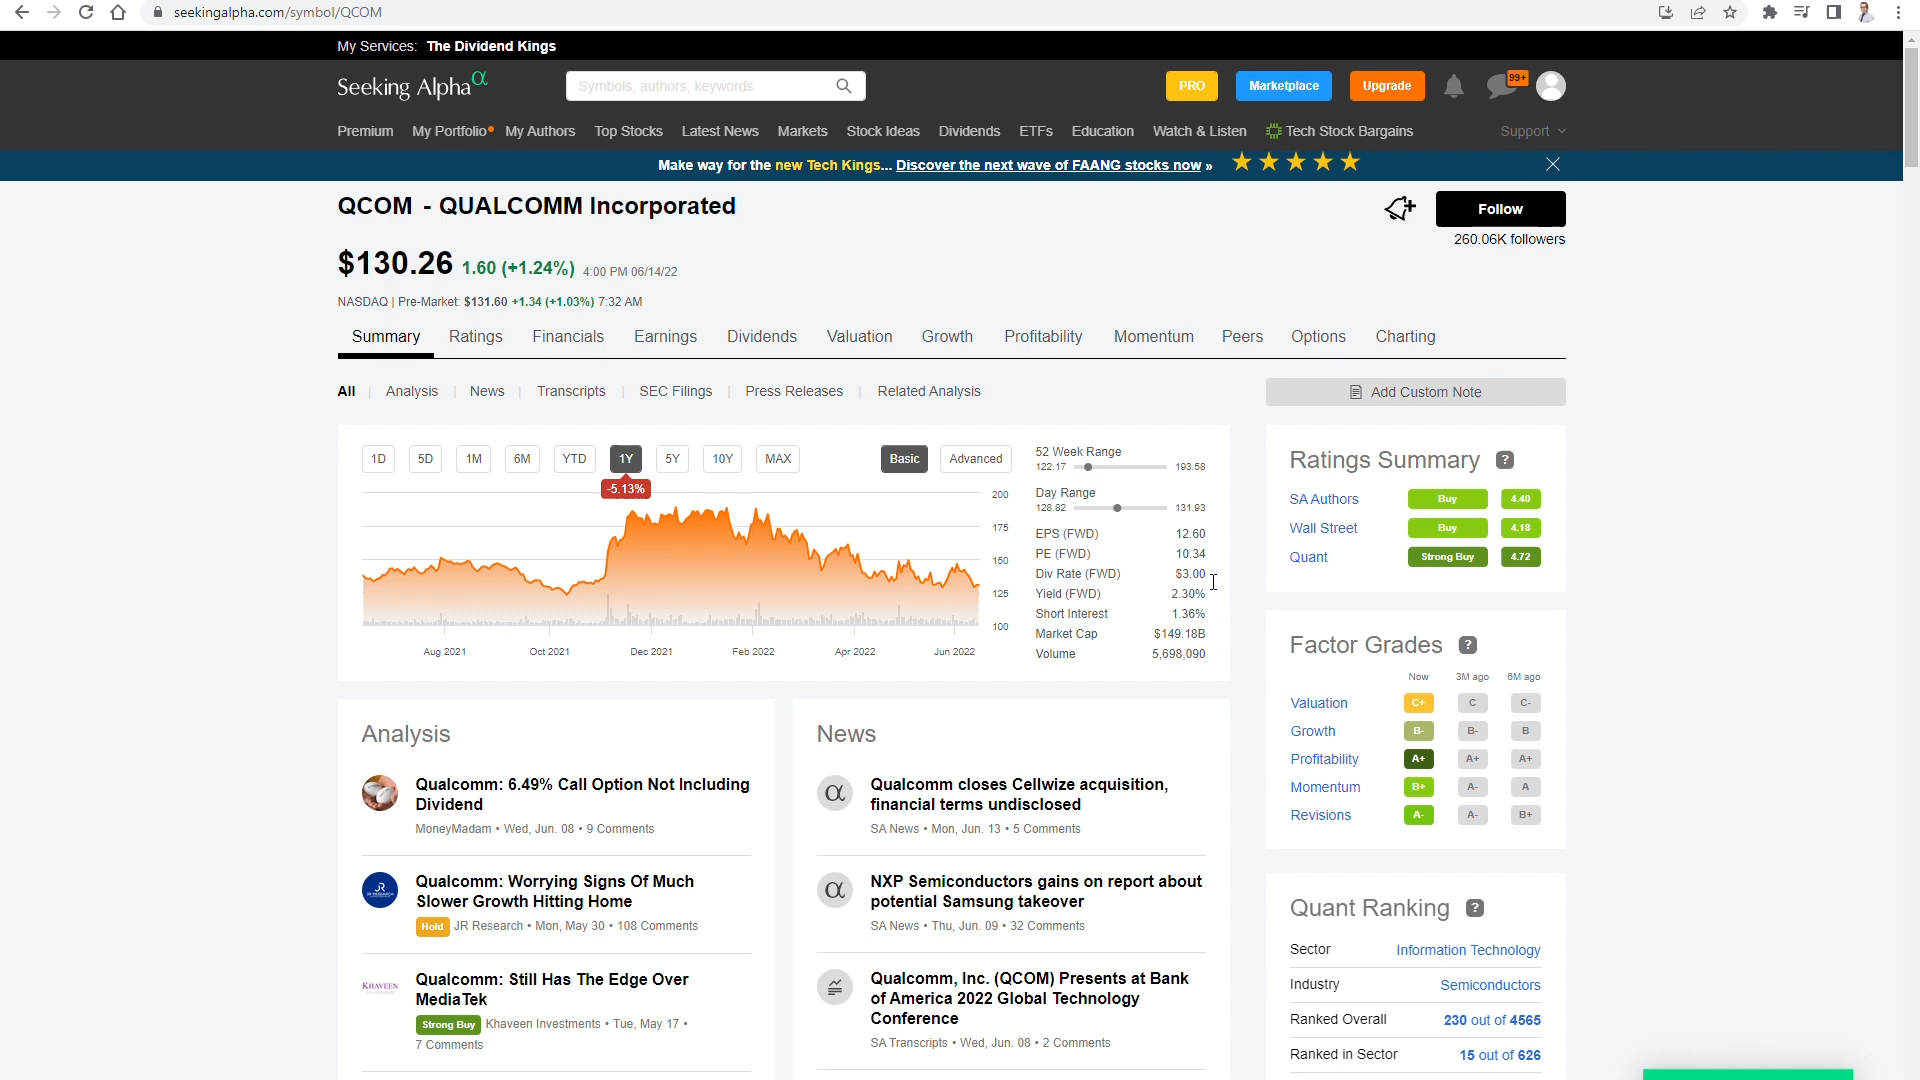 seekingalpha.com/symbol/QCOM
My Services: The Dividend Kings
Seeking Alpha α
Symbols, authors, keywords
PRO
Marketplace
Upgrade
99+
Premium My Portfolio My Authors Top Stocks Latest News Markets Stock Ideas Dividends ETFs Education Watch & Listen Tech Stock Bargains Support
Make way for the new Tech Kings... Discover the next wave of FAANG stocks now »
QCOM - QUALCOMM Incorporated
Follow
260.06K followers
$130.26 1.60 (+1.24%) 4:00 PM 06/14/22
NASDAQ | Pre-Market: $131.60 +1.34 (+1.03%) 7:32 AM
Summary Ratings Financials Earnings Dividends Valuation Growth Profitability Momentum Peers Options Charting
All | Analysis | News | Transcripts | SEC Filings | Press Releases | Related Analysis
Add Custom Note
1D 5D 1M 6M YTD 1Y 5Y 10Y MAX Basic Advanced
-5.13%
200
175
150
125
100
Aug 2021 Oct 2021 Dec 2021 Feb 2022 Apr 2022 Jun 2022
52 Week Range
122.17 193.58
Day Range
128.82 131.93
EPS (FWD) 12.60
PE (FWD) 10.34
Div Rate (FWD) $3.00
Yield (FWD) 2.30%
Short Interest 1.36%
Market Cap $149.18B
Volume 5,698,090
Ratings Summary ?
SA Authors Buy 4.40
Wall Street Buy 4.18
Quant Strong Buy 4.72
Factor Grades ?
Now 3M ago 6M ago
Valuation C+ C C-
Growth B- B- B
Profitability A+ A+ A+
Momentum B+ A- A
Revisions A- A- B+
Quant Ranking ?
Sector Information Technology
Industry Semiconductors
Ranked Overall 230 out of 4565
Ranked in Sector 15 out of 626
Analysis
Qualcomm: 6.49% Call Option Not Including
Dividend
MoneyMadam • Wed, Jun. 08 • 9 Comments
JR
Qualcomm: Worrying Signs Of Much
Slower Growth Hitting Home
Hold JR Research • Mon, May 30 • 108 Comments
KHAVEEN
Qualcomm: Still Has The Edge Over
MediaTek
Strong Buy Khaveen Investments • Tue, May 17 •
7 Comments
News
α
Qualcomm closes Cellwize acquisition,
financial terms undisclosed
SA News • Mon, Jun. 13 • 5 Comments
α
NXP Semiconductors gains on report about
potential Samsung takeover
SA News • Thu, Jun. 09 • 32 Comments
Qualcomm, Inc. (QCOM) Presents at Bank
of America 2022 Global Technology
Conference
SA Transcripts • Wed, Jun. 08 • 2 Comments